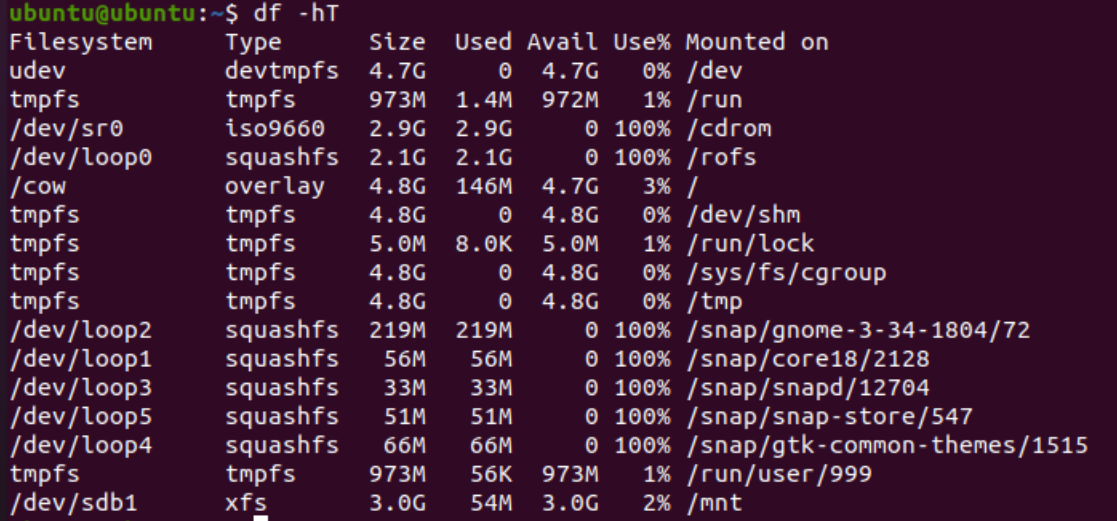 ubuntu@ubuntu:~$ df -hT
Filesystem     Type      Size  Used Avail Use% Mounted on
udev           devtmpfs  4.7G     0  4.7G   0% /dev
tmpfs          tmpfs     973M  1.4M  972M   1% /run
/dev/sr0       iso9660   2.9G  2.9G     0 100% /cdrom
/dev/loop0     squashfs  2.1G  2.1G     0 100% /rofs
/cow           overlay   4.8G  146M  4.7G   3% /
tmpfs          tmpfs     4.8G     0  4.8G   0% /dev/shm
tmpfs          tmpfs     5.0M  8.0K  5.0M   1% /run/lock
tmpfs          tmpfs     4.8G     0  4.8G   0% /sys/fs/cgroup
tmpfs          tmpfs     4.8G     0  4.8G   0% /tmp
/dev/loop2     squashfs  219M  219M     0 100% /snap/gnome-3-34-1804/72
/dev/loop1     squashfs   56M   56M     0 100% /snap/core18/2128
/dev/loop3     squashfs   33M   33M     0 100% /snap/snapd/12704
/dev/loop5     squashfs   51M   51M     0 100% /snap/snap-store/547
/dev/loop4     squashfs   66M   66M     0 100% /snap/gtk-common-themes/1515
tmpfs          tmpfs     973M   56K  973M   1% /run/user/999
/dev/sdb1      xfs       3.0G   54M  3.0G   2% /mnt